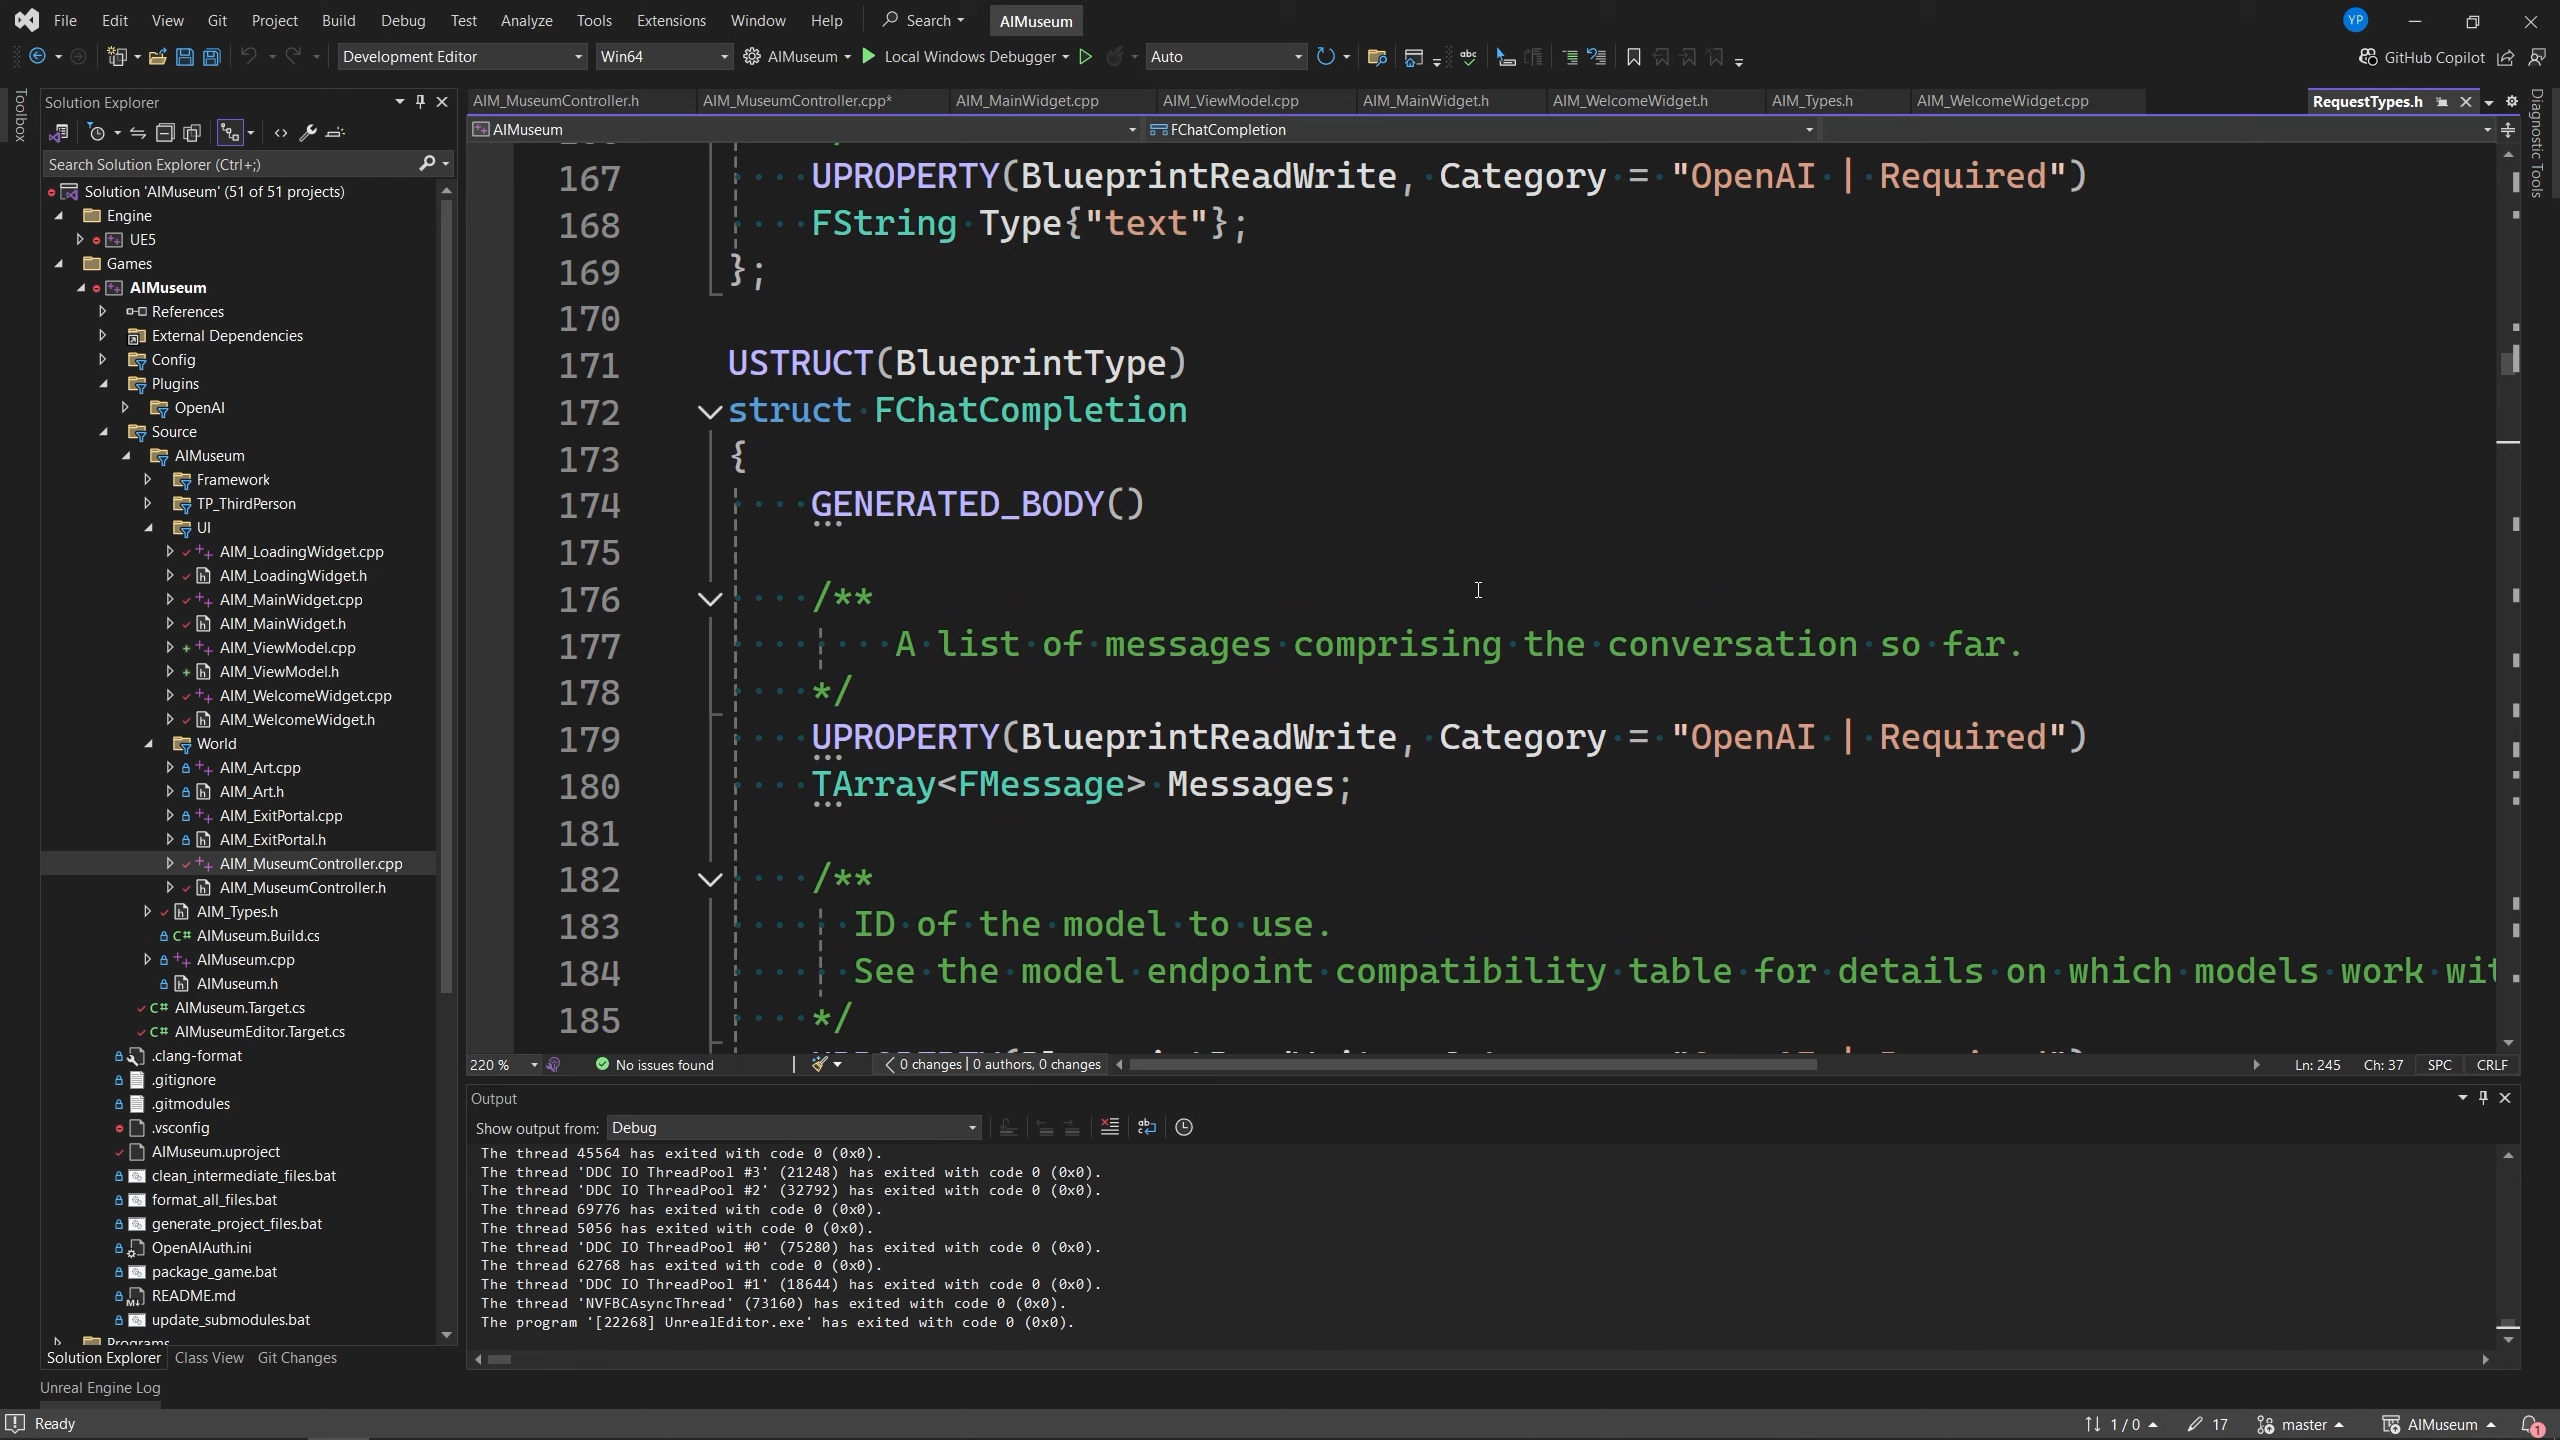 File Edit View Git Project Build Debug Test Analyze Tools Extensions Window Help Search AIMuseum YP
Development Editor Win64 AIMuseum Local Windows Debugger Auto GitHub Copilot
Toolbox
Solution Explorer
Search Solution Explorer (Ctrl+;)
Solution 'AIMuseum' (51 of 51 projects)
Engine
UE5
Games
AIMuseum
References
External Dependencies
Config
Plugins
OpenAI
Source
AIMuseum
Framework
TP_ThirdPerson
UI
AIM_LoadingWidget.cpp
AIM_LoadingWidget.h
AIM_MainWidget.cpp
AIM_MainWidget.h
AIM_ViewModel.cpp
AIM_ViewModel.h
AIM_WelcomeWidget.cpp
AIM_WelcomeWidget.h
World
AIM_Art.cpp
AIM_Art.h
AIM_ExitPortal.cpp
AIM_ExitPortal.h
AIM_MuseumController.cpp
AIM_MuseumController.h
AIM_Types.h
AIMuseum.Build.cs
AIMuseum.cpp
AIMuseum.h
AIMuseum.Target.cs
AIMuseumEditor.Target.cs
.clang-format
.gitignore
.gitmodules
.vsconfig
AIMuseum.uproject
clean_intermediate_files.bat
format_all_files.bat
generate_project_files.bat
OpenAIAuth.ini
package_game.bat
README.md
update_submodules.bat
Programs
Solution Explorer Class View Git Changes
Unreal Engine Log
AIM_MuseumController.h AIM_MuseumController.cpp* AIM_MainWidget.cpp AIM_ViewModel.cpp AIM_MainWidget.h AIM_WelcomeWidget.h AIM_Types.h AIM_WelcomeWidget.cpp RequestTypes.h
AIMuseum FChatCompletion
Diagnostic Tools
167 UPROPERTY(BlueprintReadWrite, Category = "OpenAI | Required")
168 FString Type{"text"};
169 };
170
171 USTRUCT(BlueprintType)
172 struct FChatCompletion
173 {
174 GENERATED_BODY()
175
176 /**
177 A list of messages comprising the conversation so far.
178 */
179 UPROPERTY(BlueprintReadWrite, Category = "OpenAI | Required")
180 TArray<FMessage> Messages;
181
182 /**
183 ID of the model to use.
184 See the model endpoint compatibility table for details on which models work wit
185 */
220 % No issues found 0 changes | 0 authors, 0 changes Ln: 245 Ch: 37 SPC CRLF
Output
Show output from: Debug
The thread 45564 has exited with code 0 (0x0).
The thread 'DDC IO ThreadPool #3' (21248) has exited with code 0 (0x0).
The thread 'DDC IO ThreadPool #2' (32792) has exited with code 0 (0x0).
The thread 69776 has exited with code 0 (0x0).
The thread 5056 has exited with code 0 (0x0).
The thread 'DDC IO ThreadPool #0' (75280) has exited with code 0 (0x0).
The thread 62768 has exited with code 0 (0x0).
The thread 'DDC IO ThreadPool #1' (18644) has exited with code 0 (0x0).
The thread 'NVFBCAsyncThread' (73160) has exited with code 0 (0x0).
The program '[22268] UnrealEditor.exe' has exited with code 0 (0x0).
Ready 1 / 0 17 master AIMuseum 1